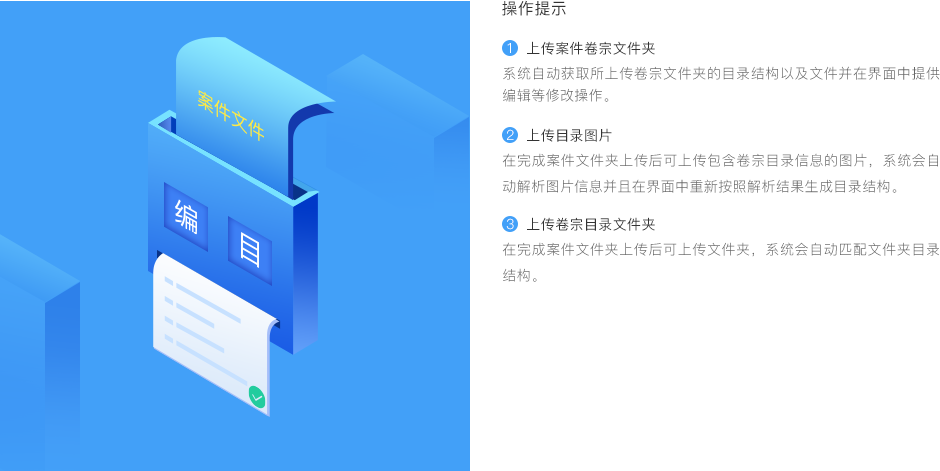 案件文件
编
目
操作提示
1 上传案件卷宗文件夹
系统自动获取所上传卷宗文件夹的目录结构以及文件并在界面中提供
编辑等修改操作。
2 上传目录图片
在完成案件文件夹上传后可上传包含卷宗目录信息的图片，系统会自
动解析图片信息并且在界面中重新按照解析结果生成目录结构。
3 上传卷宗目录文件夹
在完成案件文件夹上传后可上传文件夹，系统会自动匹配文件夹目录
结构。